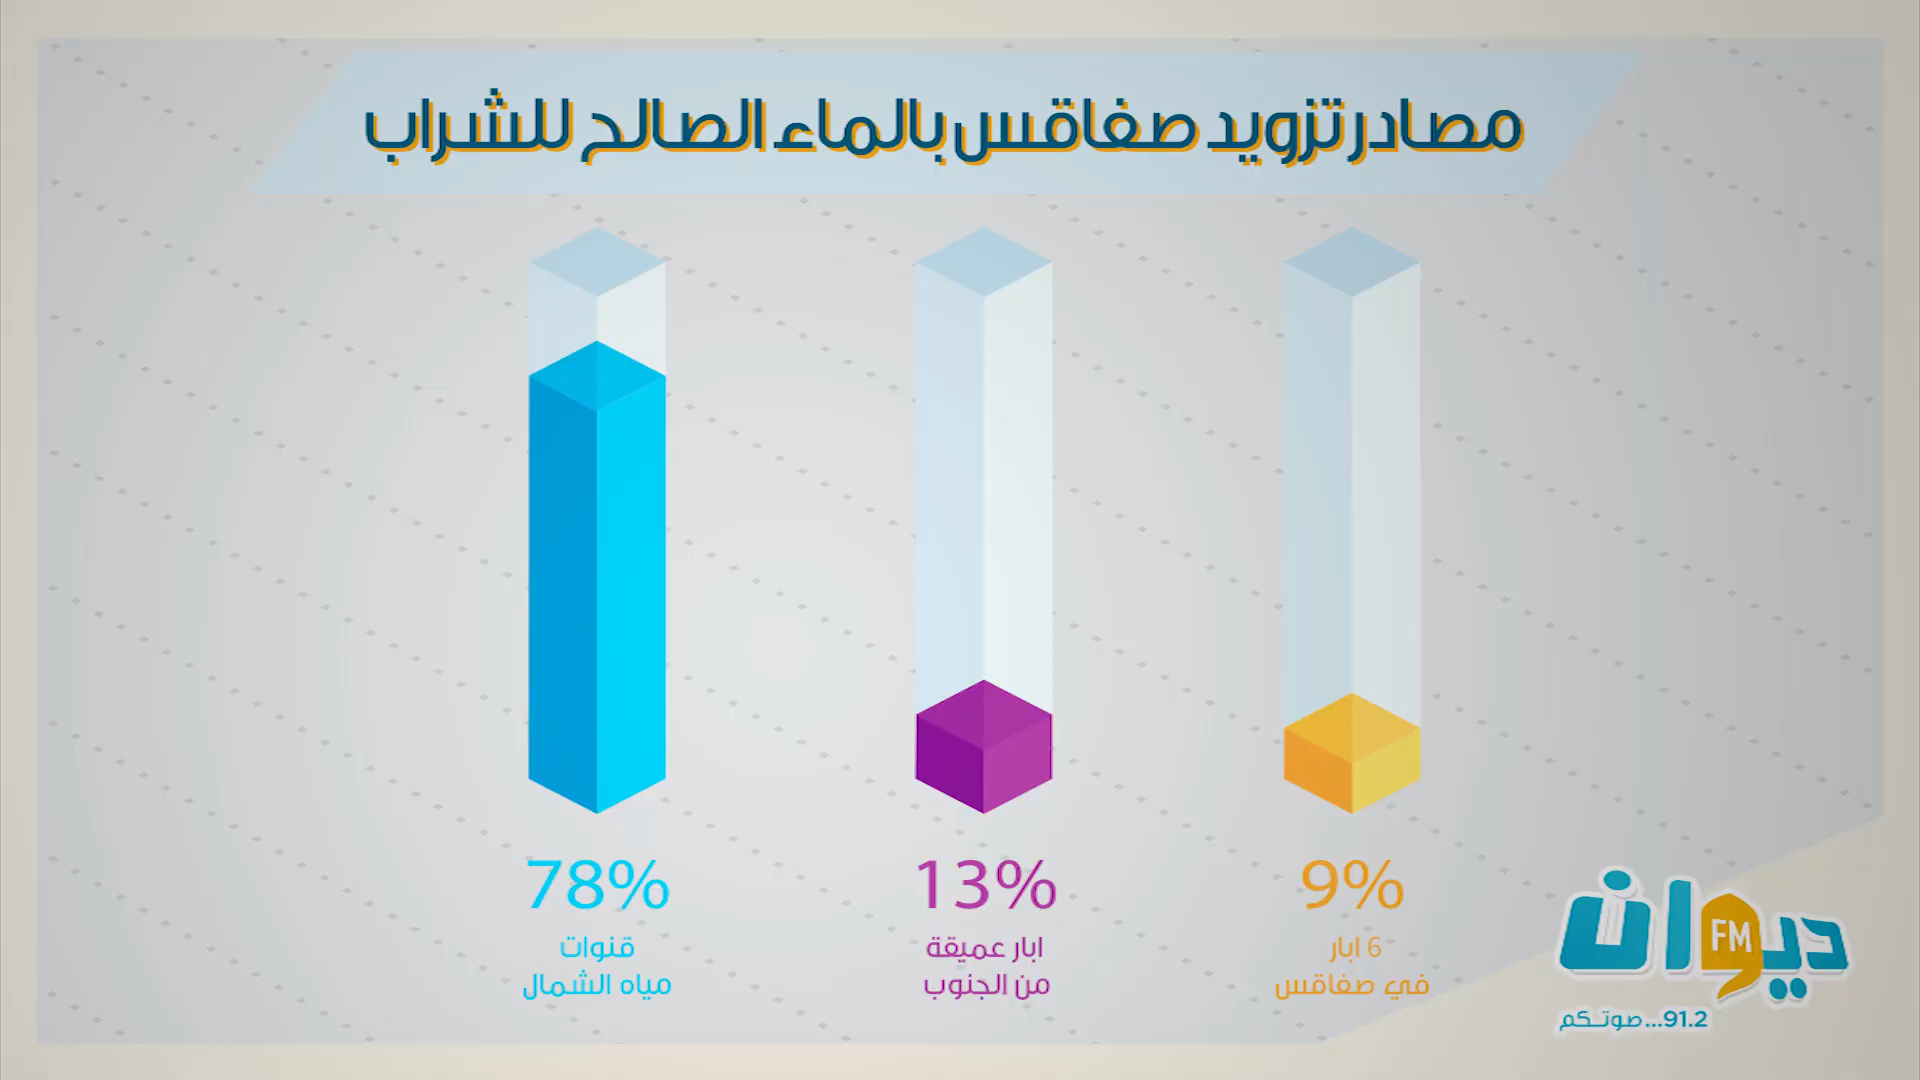 مصادر تزويد صفاقس بالماء الصالح للشراب
78%
قنوات
مياه الشمال
13%
ابار عميقة
من الجنوب
9%
6 ابار
في صفاقس
ديوان FM
91.2...صوتكم